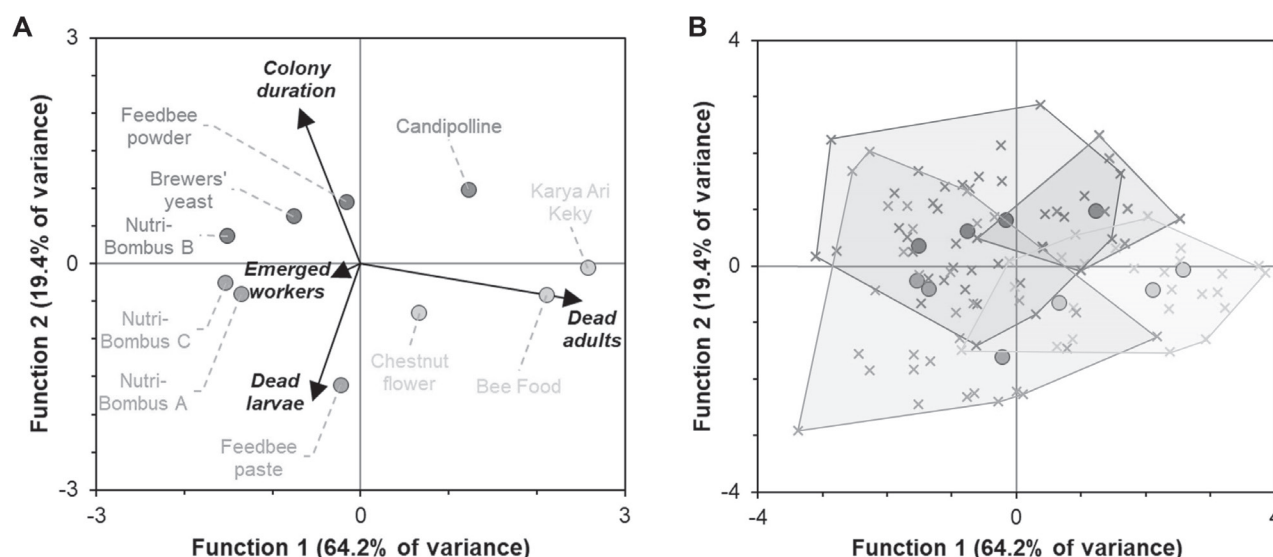 A
3
Colony
duration
Feedbee
powder
Candipolline
Brewers'
yeast
Karya Ari
Keky
Nutri-
Bombus B
0
Emerged
workers
Dead
adults
Nutri-
Bombus C
Chestnut
flower
Bee Food
Nutri-
Bombus A
Dead
larvae
Feedbee
paste
-3
-3
0
3
Function 2 (19.4% of variance)
Function 1 (64.2% of variance)
B
4
0
-4
-4
0
4
Function 2 (19.4% of variance)
Function 1 (64.2% of variance)